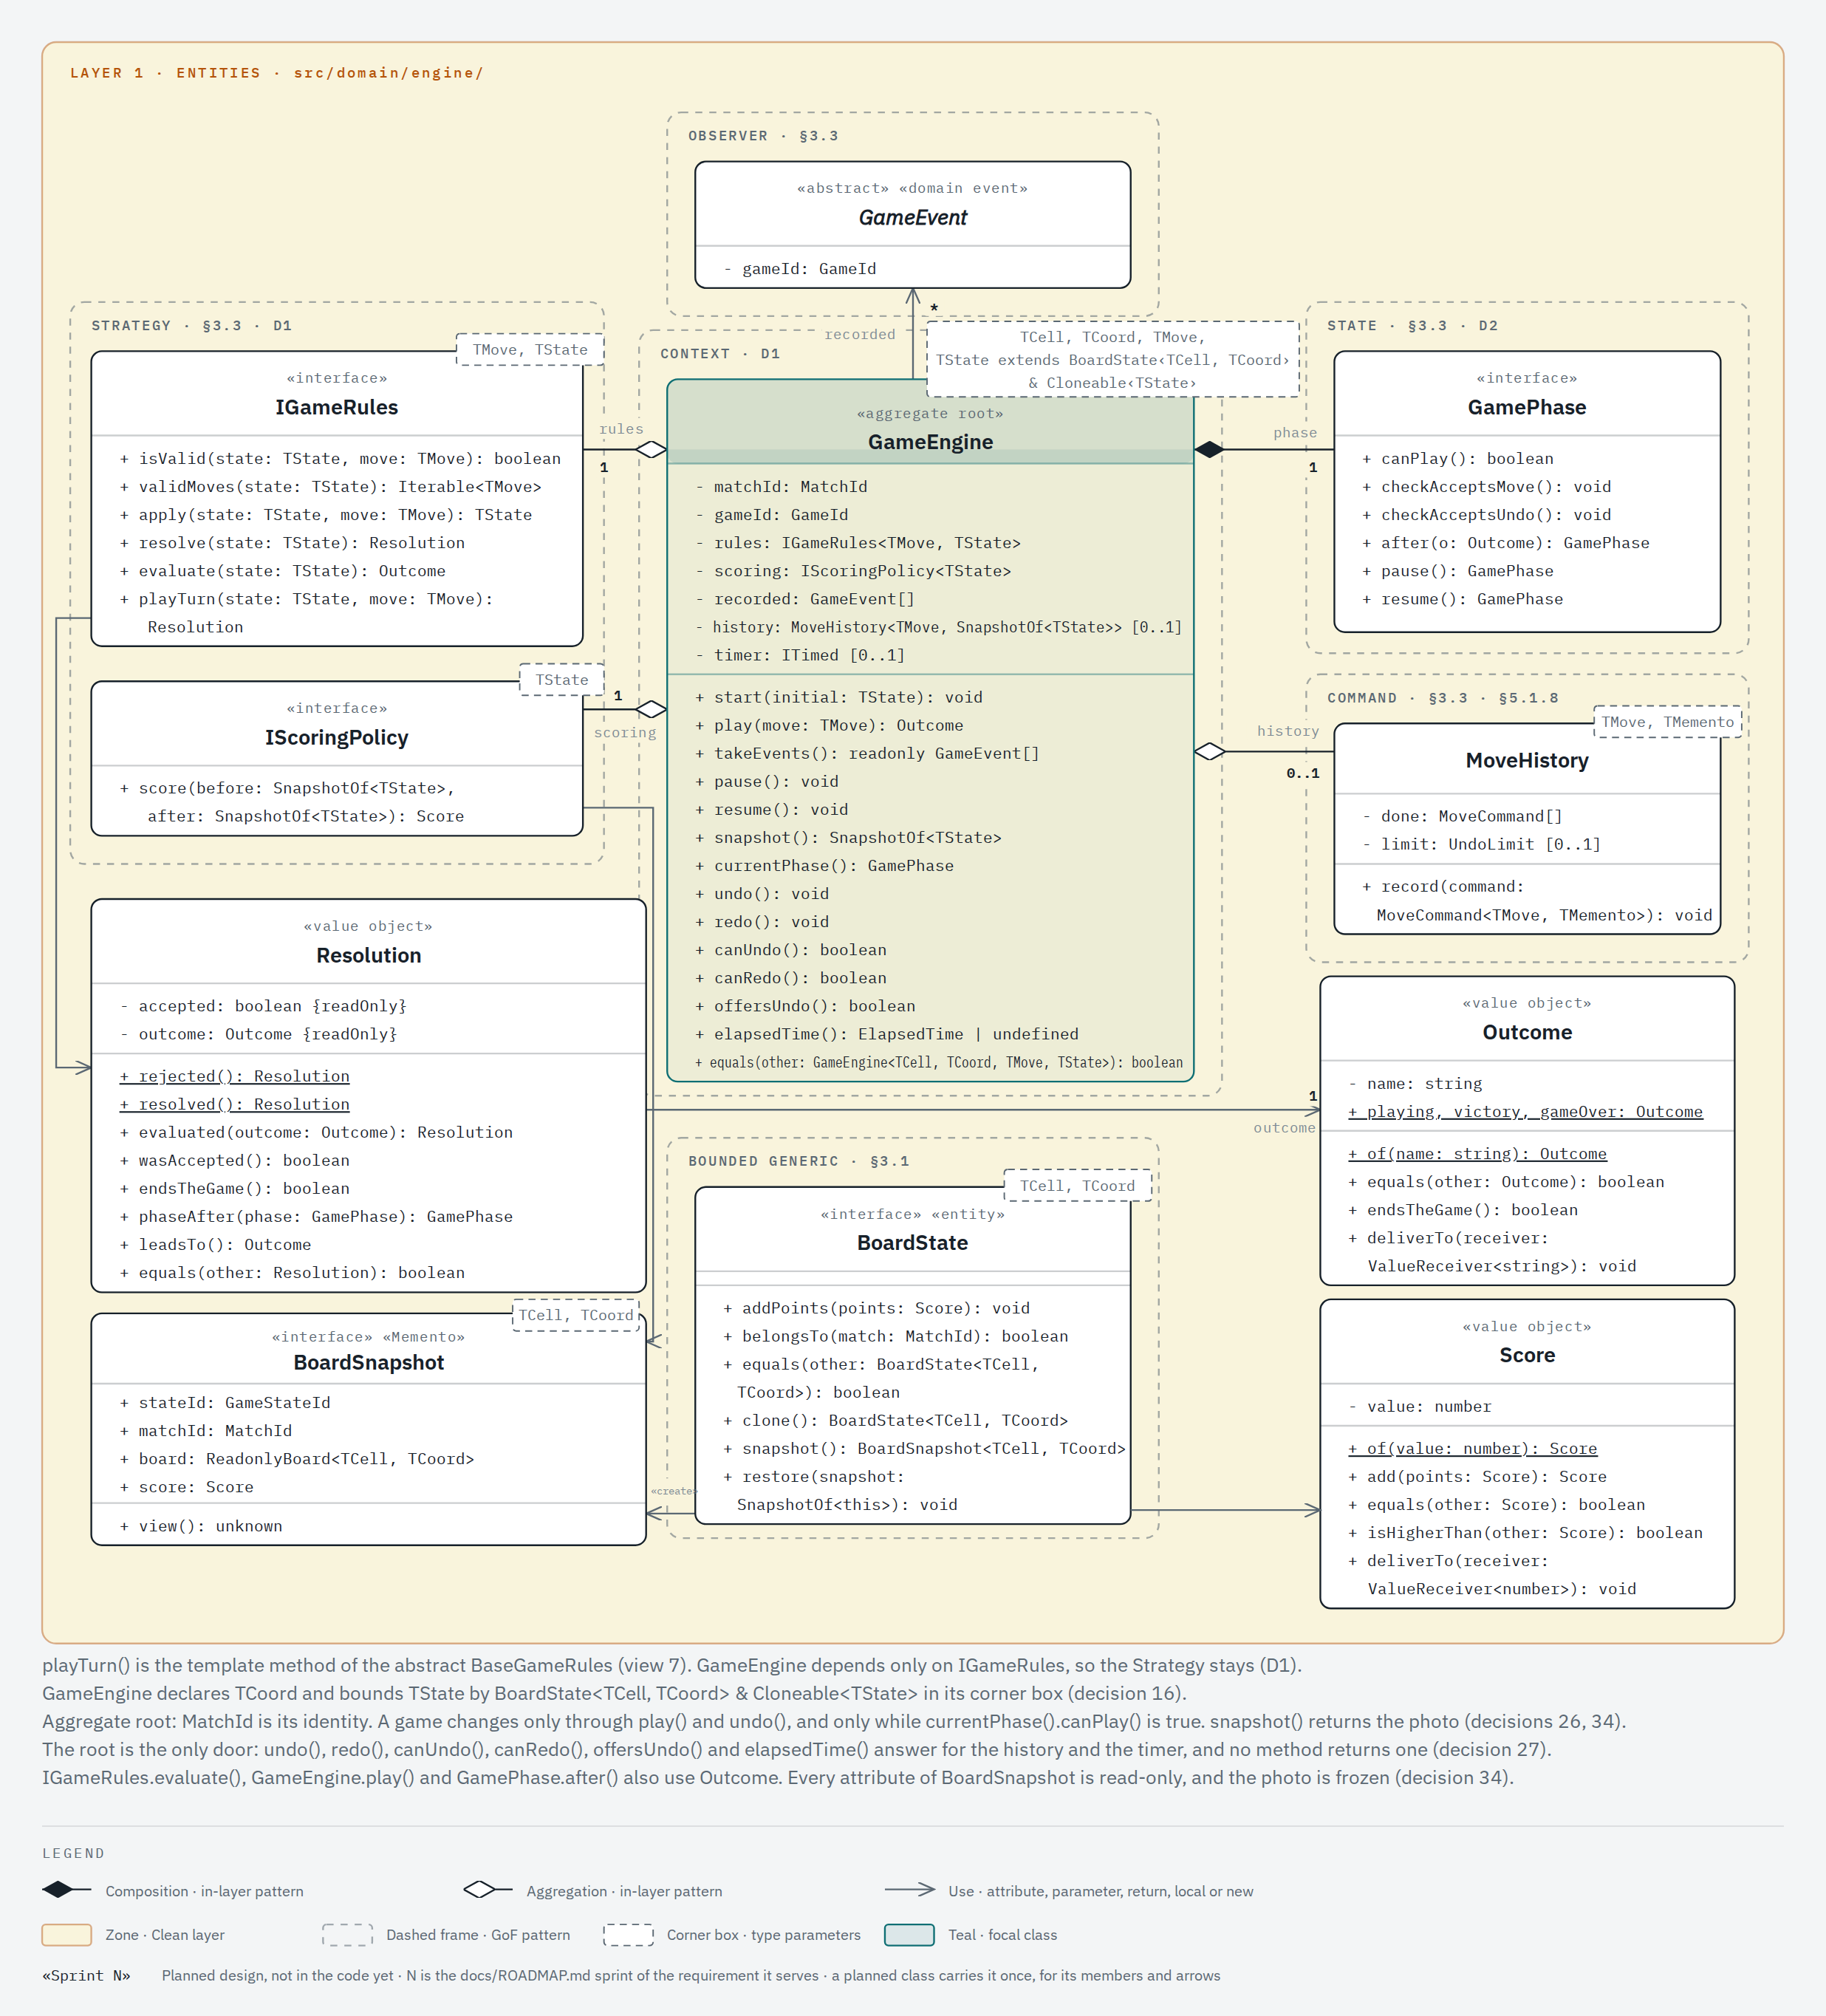 LAYER 1 · ENTITIES · src/domain/engine/
OBSERVER · §3.3
«abstract» «domain event»
GameEvent
- gameId: GameId
*
recorded
STRATEGY · §3.3 · D1
TMove, TState
«interface»
IGameRules
+ isValid(state: TState, move: TMove): boolean
+ validMoves(state: TState): Iterable<TMove>
+ apply(state: TState, move: TMove): TState
+ resolve(state: TState): Resolution
+ evaluate(state: TState): Outcome
+ playTurn(state: TState, move: TMove):
Resolution
rules
1
TState
«interface»
IScoringPolicy
+ score(before: SnapshotOf<TState>,
after: SnapshotOf<TState>): Score
1
scoring
CONTEXT · D1
TCell, TCoord, TMove,
TState extends BoardState‹TCell, TCoord›
& Cloneable‹TState›
«aggregate root»
GameEngine
- matchId: MatchId
- gameId: GameId
- rules: IGameRules<TMove, TState>
- scoring: IScoringPolicy<TState>
- recorded: GameEvent[]
- history: MoveHistory<TMove, SnapshotOf<TState>> [0..1]
- timer: ITimed [0..1]
+ start(initial: TState): void
+ play(move: TMove): Outcome
+ takeEvents(): readonly GameEvent[]
+ pause(): void
+ resume(): void
+ snapshot(): SnapshotOf<TState>
+ currentPhase(): GamePhase
+ undo(): void
+ redo(): void
+ canUndo(): boolean
+ canRedo(): boolean
+ offersUndo(): boolean
+ elapsedTime(): ElapsedTime | undefined
+ equals(other: GameEngine<TCell, TCoord, TMove, TState>): boolean
STATE · §3.3 · D2
«interface»
GamePhase
+ canPlay(): boolean
+ checkAcceptsMove(): void
+ checkAcceptsUndo(): void
+ after(o: Outcome): GamePhase
+ pause(): GamePhase
+ resume(): GamePhase
phase
1
COMMAND · §3.3 · §5.1.8
TMove, TMemento
MoveHistory
- done: MoveCommand[]
- limit: UndoLimit [0..1]
+ record(command:
MoveCommand<TMove, TMemento>): void
history
0..1
«value object»
Resolution
- accepted: boolean {readOnly}
- outcome: Outcome {readOnly}
+ rejected(): Resolution
+ resolved(): Resolution
+ evaluated(outcome: Outcome): Resolution
+ wasAccepted(): boolean
+ endsTheGame(): boolean
+ phaseAfter(phase: GamePhase): GamePhase
+ leadsTo(): Outcome
+ equals(other: Resolution): boolean
1
outcome
«value object»
Outcome
- name: string
+ playing, victory, gameOver: Outcome
+ of(name: string): Outcome
+ equals(other: Outcome): boolean
+ endsTheGame(): boolean
+ deliverTo(receiver:
ValueReceiver<string>): void
TCell, TCoord
«interface» «Memento»
BoardSnapshot
+ stateId: GameStateId
+ matchId: MatchId
+ board: ReadonlyBoard<TCell, TCoord>
+ score: Score
+ view(): unknown
«create»
BOUNDED GENERIC · §3.1
TCell, TCoord
«interface» «entity»
BoardState
+ addPoints(points: Score): void
+ belongsTo(match: MatchId): boolean
+ equals(other: BoardState<TCell,
TCoord>): boolean
+ clone(): BoardState<TCell, TCoord>
+ snapshot(): BoardSnapshot<TCell, TCoord>
+ restore(snapshot:
SnapshotOf<this>): void
«value object»
Score
- value: number
+ of(value: number): Score
+ add(points: Score): Score
+ equals(other: Score): boolean
+ isHigherThan(other: Score): boolean
+ deliverTo(receiver:
ValueReceiver<number>): void
playTurn() is the template method of the abstract BaseGameRules (view 7). GameEngine depends only on IGameRules, so the Strategy stays (D1).
GameEngine declares TCoord and bounds TState by BoardState<TCell, TCoord> & Cloneable<TState> in its corner box (decision 16).
Aggregate root: MatchId is its identity. A game changes only through play() and undo(), and only while currentPhase().canPlay() is true. snapshot() returns the photo (decisions 26, 34).
The root is the only door: undo(), redo(), canUndo(), canRedo(), offersUndo() and elapsedTime() answer for the history and the timer, and no method returns one (decision 27).
IGameRules.evaluate(), GameEngine.play() and GamePhase.after() also use Outcome. Every attribute of BoardSnapshot is read-only, and the photo is frozen (decision 34).
LEGEND
Composition · in-layer pattern
Aggregation · in-layer pattern
Use · attribute, parameter, return, local or new
Zone · Clean layer
Dashed frame · GoF pattern
Corner box · type parameters
Teal · focal class
«Sprint N»
Planned design, not in the code yet · N is the docs/ROADMAP.md sprint of the requirement it serves · a planned class carries it once, for its members and arrows